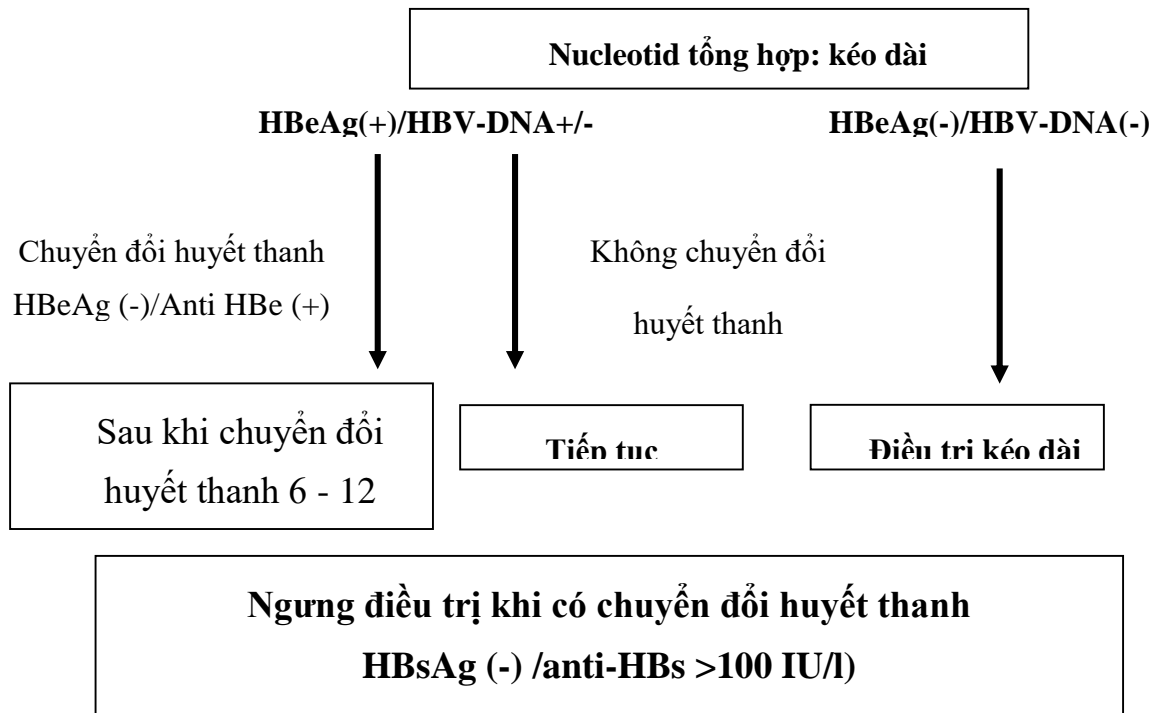 Nucleotid tổng hợp: kéo dài
HBeAg(+)/HBV-DNA+/-
HBeAg(-)/HBV-DNA(-)
Chuyển đổi huyết thanh
HBeAg (-)/Anti HBe (+)
Không chuyển đổi
huyết thanh
Sau khi chuyển đổi
huyết thanh 6 - 12
Tiếp tục
Điều trị kéo dài
Ngưng điều trị khi có chuyển đổi huyết thanh
HBsAg (-) /anti-HBs >100 IU/l)